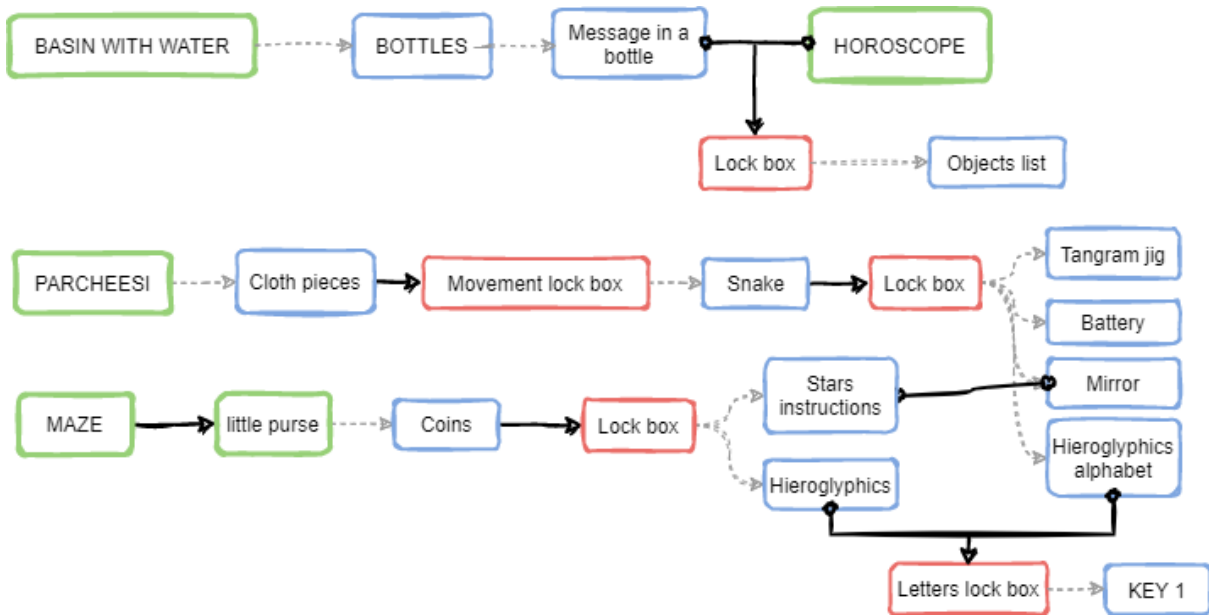 BASIN WITH WATER
BOTTLES
Message in a
bottle
HOROSCOPE
Lock box
Objects list
PARCHEESI
Cloth pieces
Movement lock box
Snake
Lock box
Tangram jig
Battery
Mirror
Hieroglyphics
alphabet
MAZE
little purse
Coins
Lock box
Stars
instructions
Hieroglyphics
Letters lock box
KEY 1